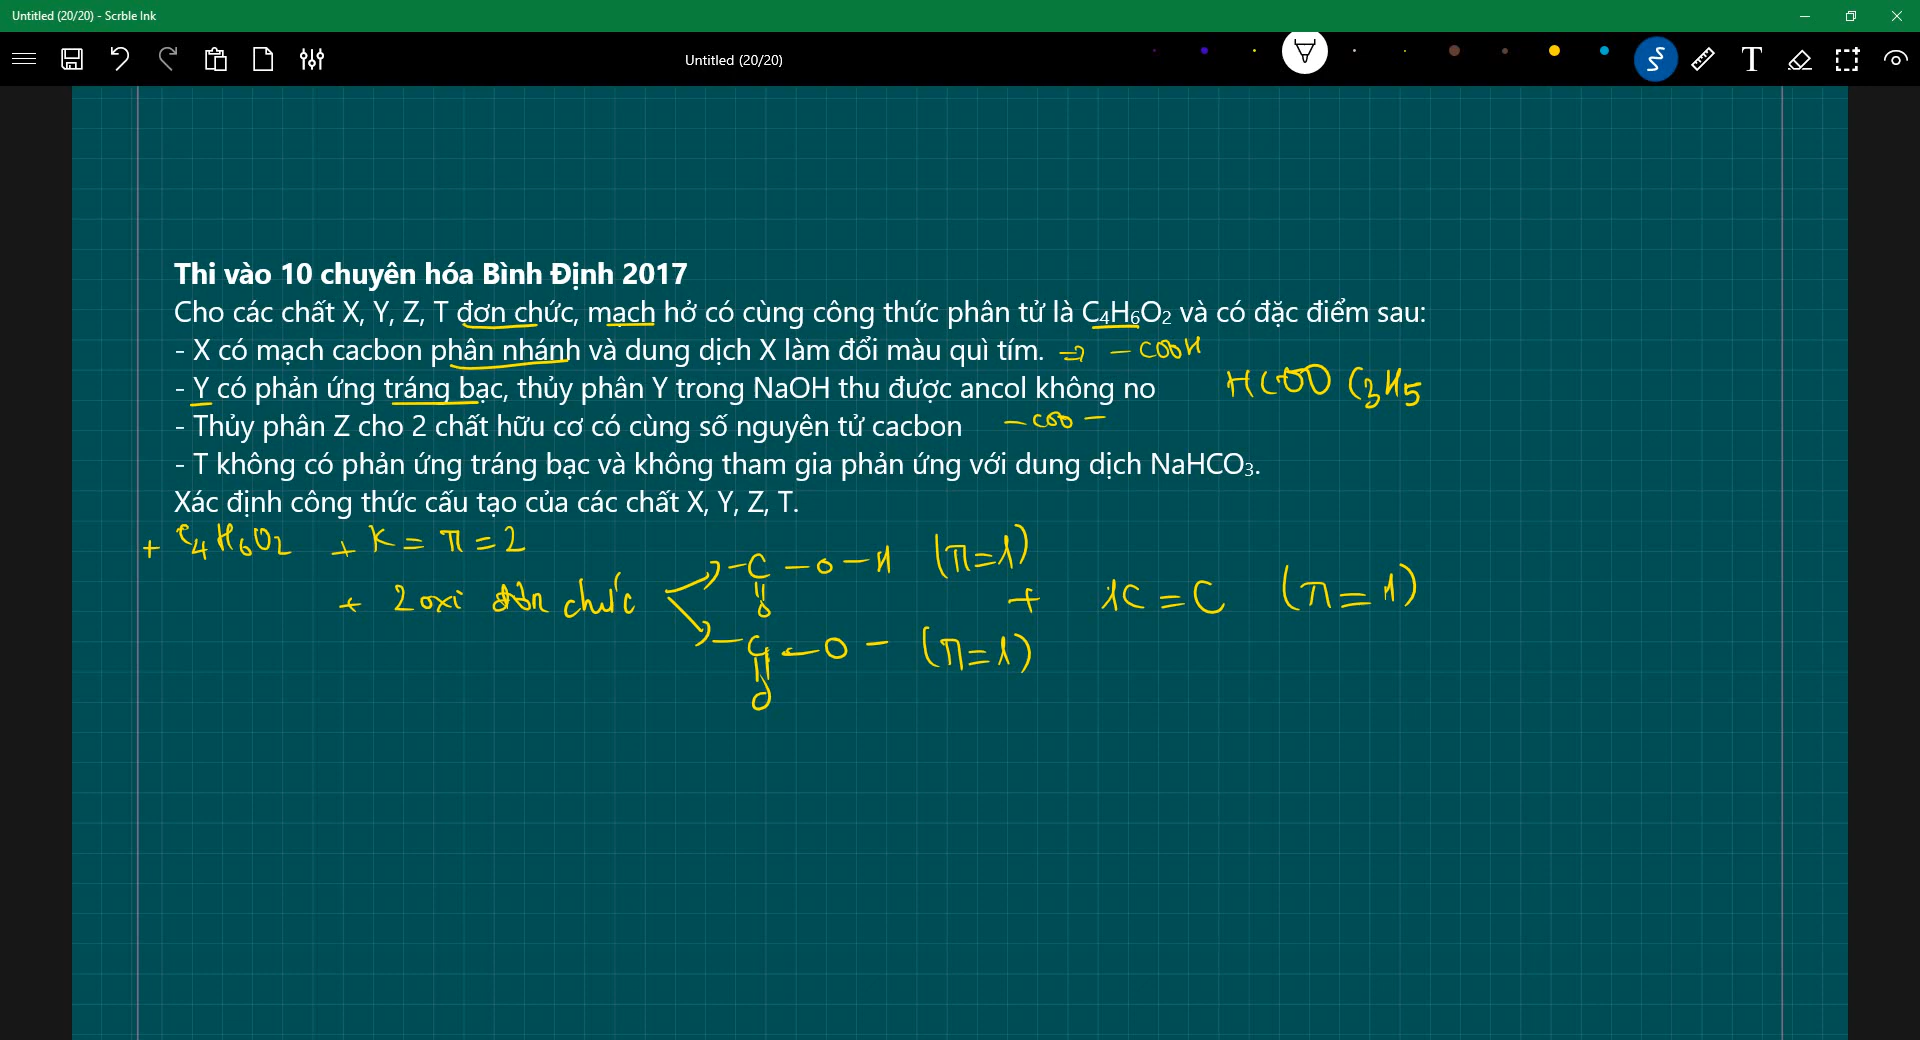 Untitled (20/20) - Scrble Ink
Untitled (20/20)
T
Thi vào 10 chuyên hóa Bình Định 2017
Cho các chất X, Y, Z, T đơn chức, mạch hở có cùng công thức phân tử là C₄H₆O₂ và có đặc điểm sau:
- X có mạch cacbon phân nhánh và dung dịch X làm đổi màu quì tím. => -COOH
- Y có phản ứng tráng bạc, thủy phân Y trong NaOH thu được ancol không no HCOO C₃H₅
- Thủy phân Z cho 2 chất hữu cơ có cùng số nguyên tử cacbon -COO-
- T không có phản ứng tráng bạc và không tham gia phản ứng với dung dịch NaHCO₃.
Xác định công thức cấu tạo của các chất X, Y, Z, T.
+ C₄H₆O₂ + K = π = 2
-C-O-H (π=1)
O
+ 2 oxi đơn chức + 1C=C (π=1)
-C-O- (π=1)
O